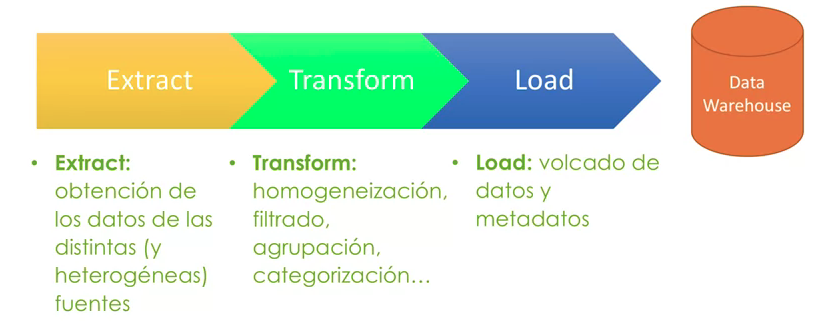 Extract
Transform
Load
Data
Warehouse
• Extract:
obtención de
los datos de las
distintas (y
heterogéneas)
fuentes
• Transform:
homogeneización,
filtrado,
agrupación,
categorización…
• Load: volcado de
datos y
metadatos